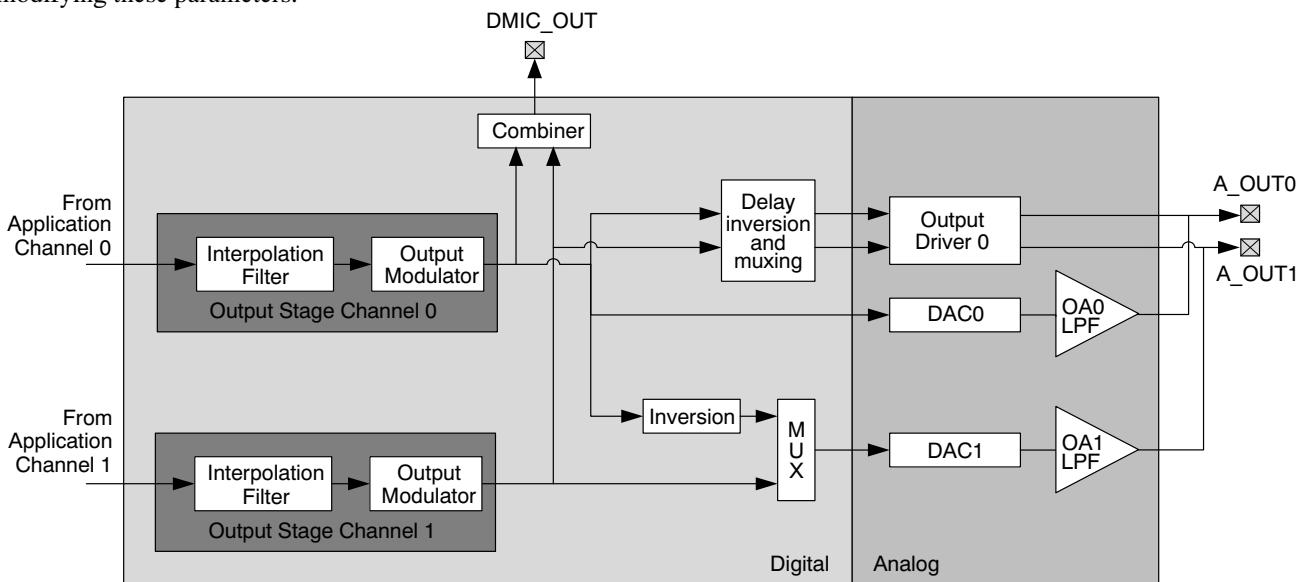 modifying these parameters.
DMIC_OUT
Combiner
From
Application
Channel 0
Interpolation
Filter
Output
Modulator
Output Stage Channel 0
Delay
inversion
and
muxing
Output
Driver 0
A_OUT0
A_OUT1
DAC0
OA0
LPF
From
Application
Channel 1
Interpolation
Filter
Output
Modulator
Output Stage Channel 1
Inversion
M
U
X
DAC1
OA1
LPF
Digital
Analog